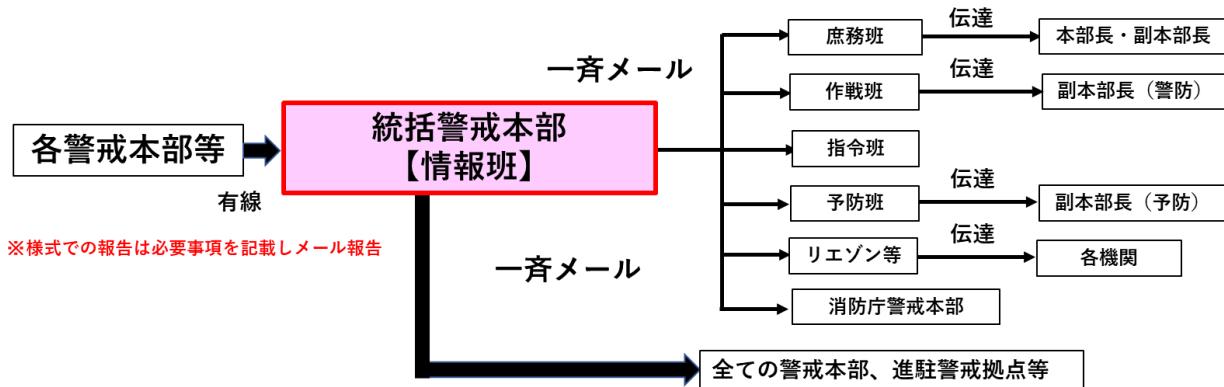 庶務班
伝達
本部長・副本部長
一斉メール
作戦班
伝達
副本部長（警防）
各警戒本部等
統括警戒本部
【情報班】
指令班
有線
予防班
伝達
副本部長（予防）
※様式での報告は必要事項を記載しメール報告
一斉メール
リエゾン等
伝達
各機関
消防庁警戒本部
全ての警戒本部、進駐警戒拠点等